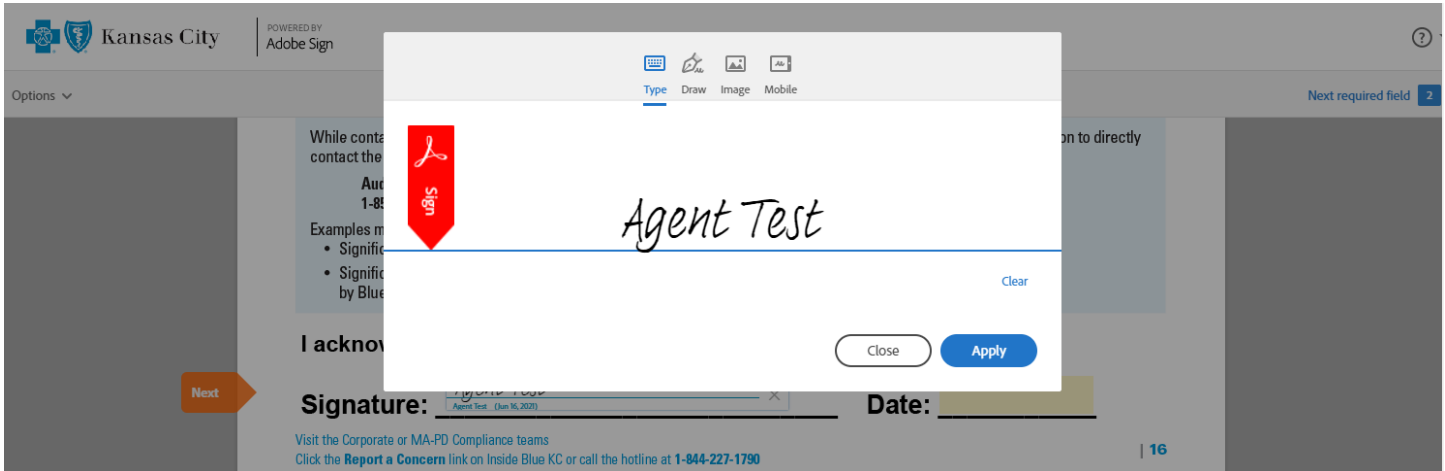 Kansas City
POWERED BY
Adobe Sign
Options
Next required field 2
Type Draw Image Mobile
Sign
Agent Test
Clear
Close Apply
While conta
on to directly
contact the
Aud
1-85
Examples m
• Signific
• Signific
by Blue
I acknow
Next
Signature:
Agent Test
Agent Test (Jun 16, 2021)
Date:
Visit the Corporate or MA-PD Compliance teams
Click the Report a Concern link on Inside Blue KC or call the hotline at 1-844-227-1790
| 16